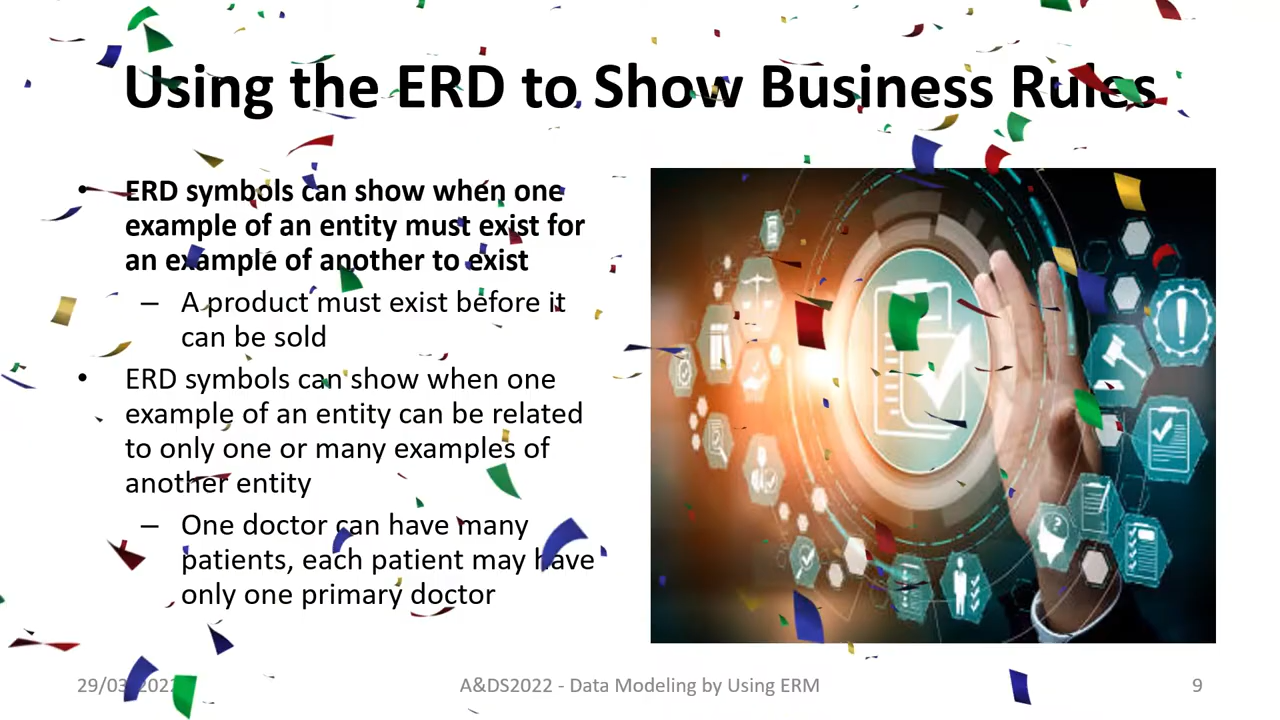 Using the ERD to Show Business Rules
• ERD symbols can show when one
example of an entity must exist for
an example of another to exist
– A product must exist before it
can be sold
• ERD symbols can show when one
example of an entity can be related
to only one or many examples of
another entity
– One doctor can have many
patients, each patient may have
only one primary doctor
29/03/2022
A&DS2022 - Data Modeling by Using ERM
9